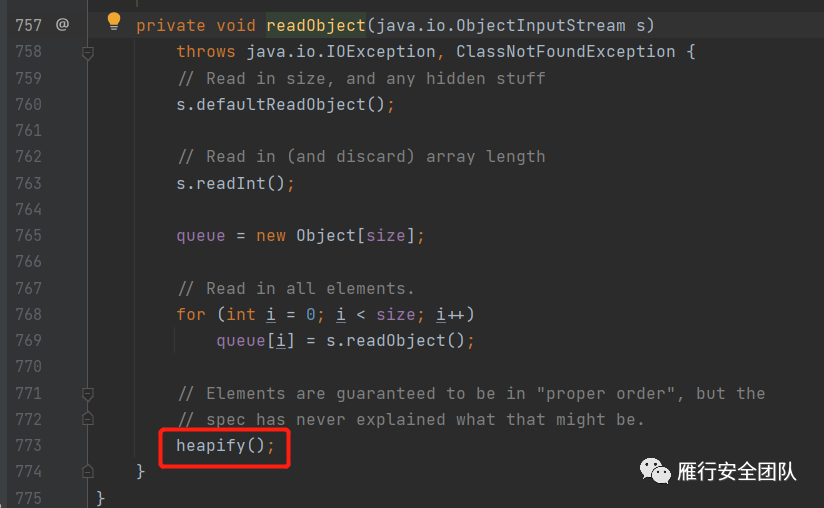 757 @ private void readObject(java.io.ObjectInputStream s)
758 throws java.io.IOException, ClassNotFoundException {
759 // Read in size, and any hidden stuff
760 s.defaultReadObject();
761
762 // Read in (and discard) array length
763 s.readInt();
764
765 queue = new Object[size];
766
767 // Read in all elements.
768 for (int i = 0; i < size; i++)
769 queue[i] = s.readObject();
770
771 // Elements are guaranteed to be in "proper order", but the
772 // spec has never explained what that might be.
773 heapify();
774 }
775 }
雁行安全团队